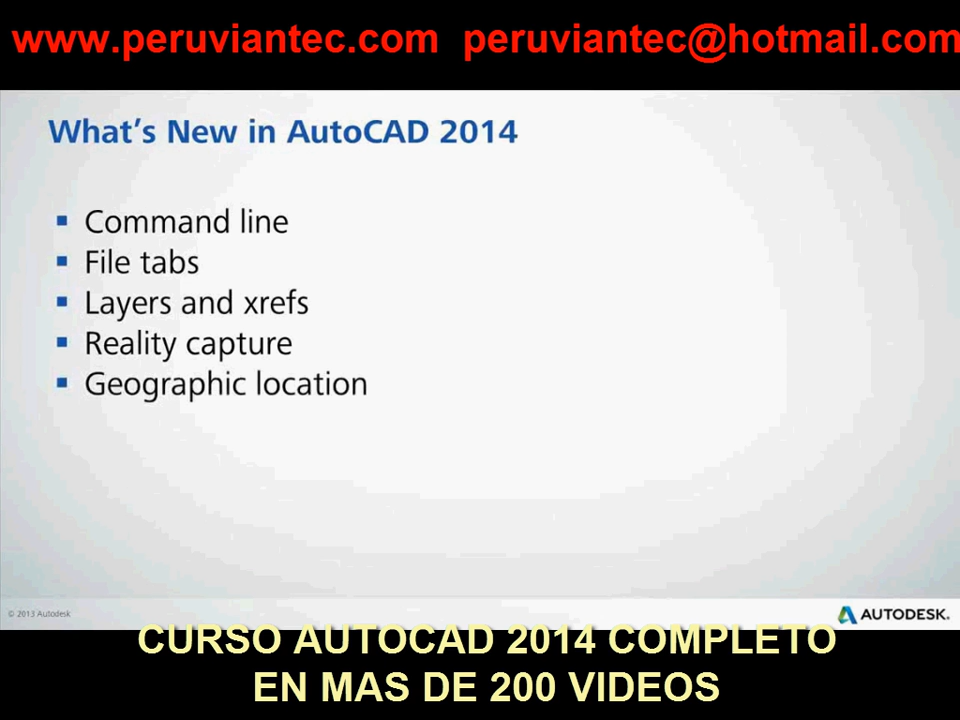 www.peruviantec.com peruviantec@hotmail.com
What's New in AutoCAD 2014
▪ Command line
▪ File tabs
▪ Layers and xrefs
▪ Reality capture
▪ Geographic location
© 2013 Autodesk
AUTODESK.
CURSO AUTOCAD 2014 COMPLETO
EN MAS DE 200 VIDEOS